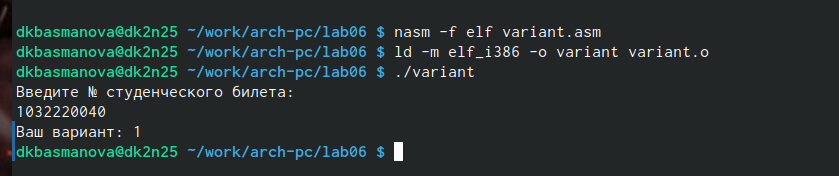 dkbasmanova@dk2n25 ~/work/arch-pc/lab06 $ nasm -f elf variant.asm
dkbasmanova@dk2n25 ~/work/arch-pc/lab06 $ ld -m elf_i386 -o variant variant.o
dkbasmanova@dk2n25 ~/work/arch-pc/lab06 $ ./variant
Введите № студенческого билета:
1032220040
Ваш вариант: 1
dkbasmanova@dk2n25 ~/work/arch-pc/lab06 $